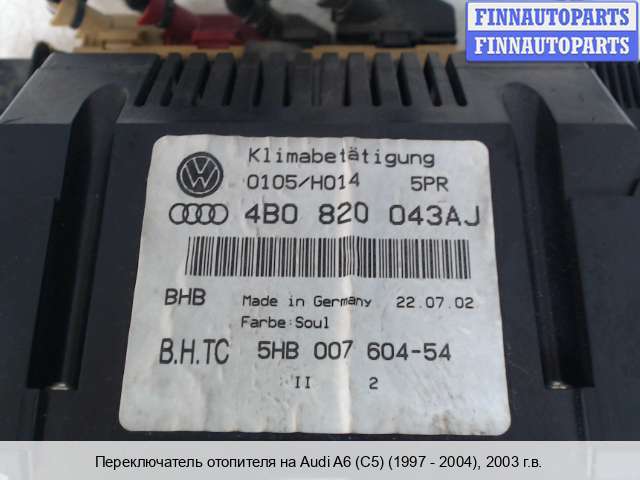 FINNAUTOPARTS
FINNAUTOPARTS
Klimabetätigung
0105/H014 5PR
4B0 820 043AJ
BHB Made in Germany 22.07.02
Farbe:Soul
B.H.TC 5HB 007 604-54
II 2
Переключатель отопителя на Audi A6 (C5) (1997 - 2004), 2003 г.в.